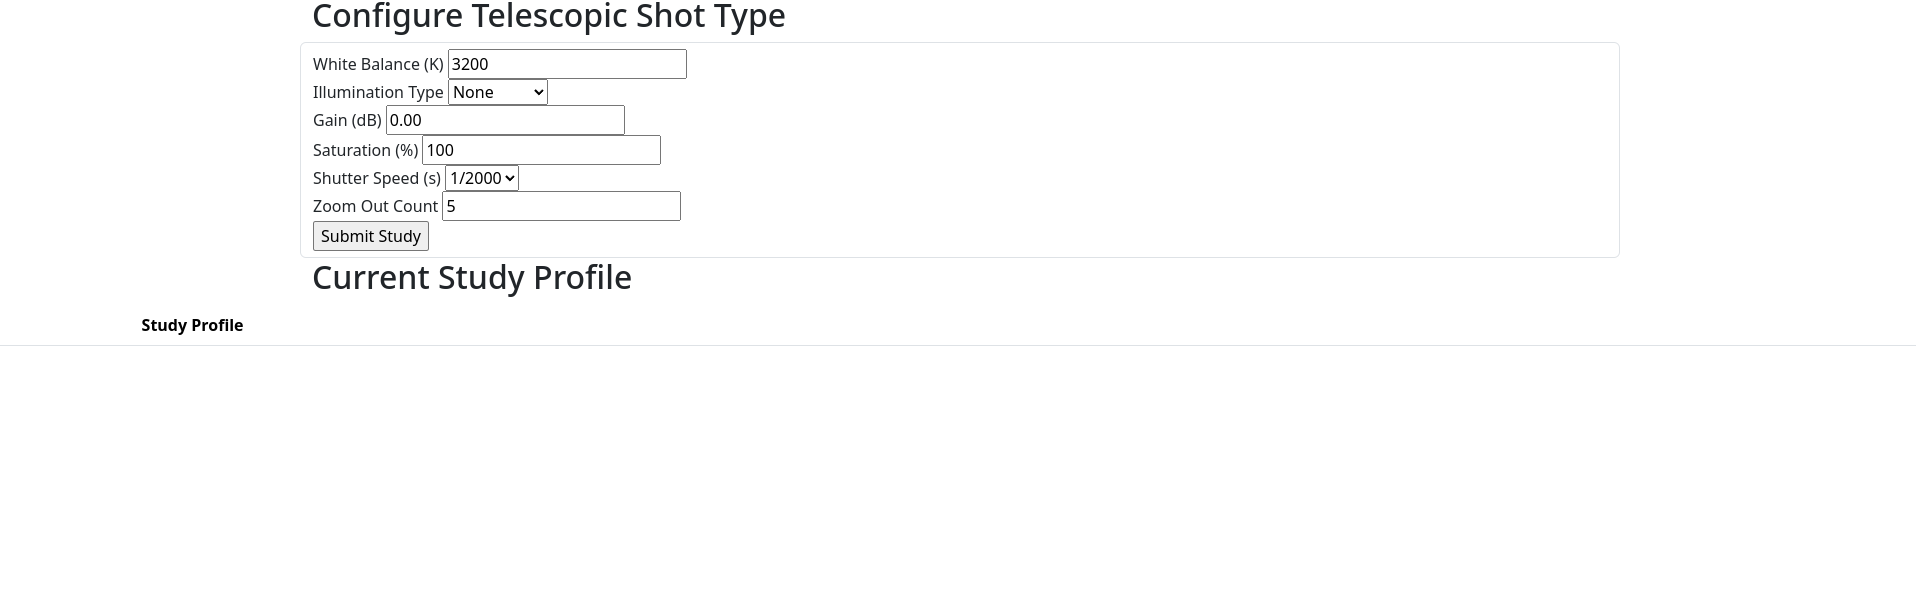 Configure Telescopic Shot Type
White Balance (K) 3200
Illumination Type None
Gain (dB) 0.00
Saturation (%) 100
Shutter Speed (s) 1/2000
Zoom Out Count 5
Submit Study
Current Study Profile
Study Profile